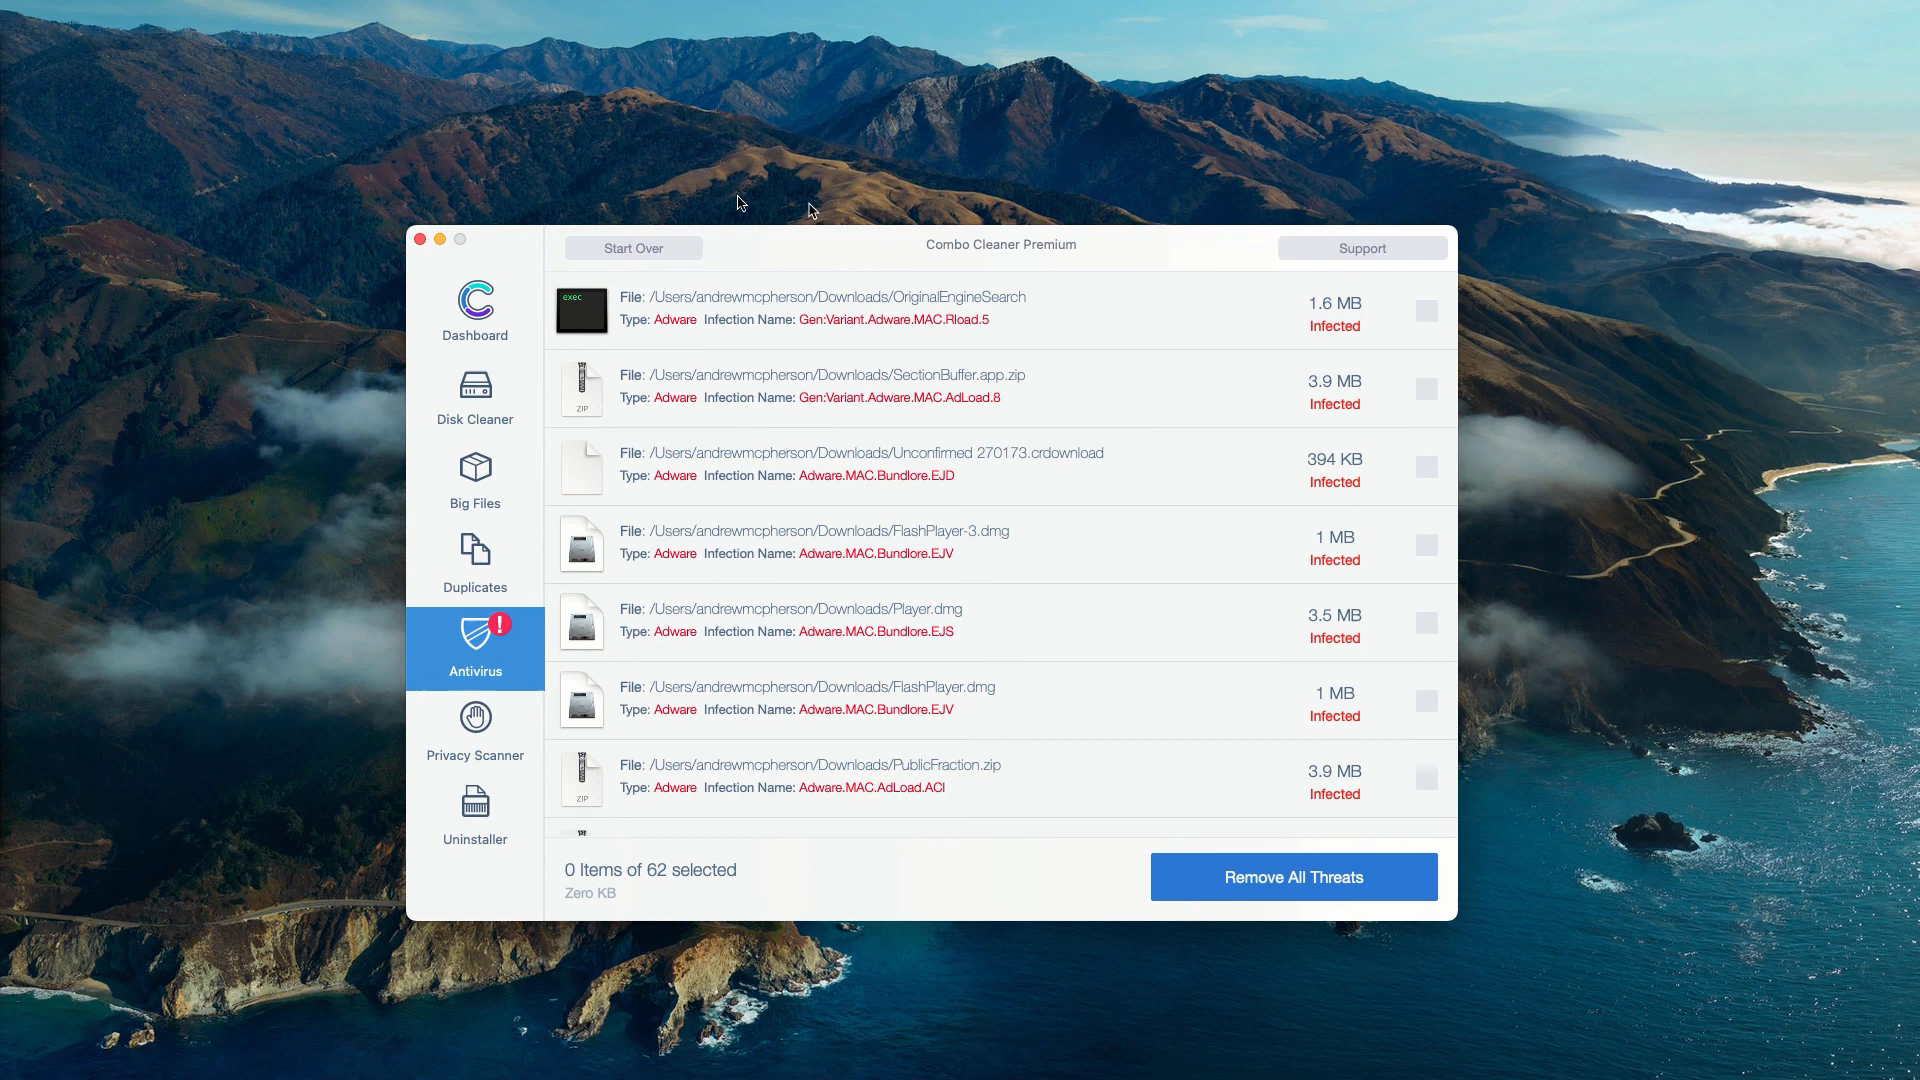 Start Over
Combo Cleaner Premium
Support
Dashboard
Disk Cleaner
Big Files
Duplicates
!
Antivirus
Privacy Scanner
Uninstaller
exec
File: /Users/andrewmcpherson/Downloads/OriginalEngineSearch
Type: Adware Infection Name: Gen:Variant.Adware.MAC.Rload.5
1.6 MB
Infected
ZIP
File: /Users/andrewmcpherson/Downloads/SectionBuffer.app.zip
Type: Adware Infection Name: Gen:Variant.Adware.MAC.AdLoad.8
3.9 MB
Infected
File: /Users/andrewmcpherson/Downloads/Unconfirmed 270173.crdownload
Type: Adware Infection Name: Adware.MAC.Bundlore.EJD
394 KB
Infected
File: /Users/andrewmcpherson/Downloads/FlashPlayer-3.dmg
Type: Adware Infection Name: Adware.MAC.Bundlore.EJV
1 MB
Infected
File: /Users/andrewmcpherson/Downloads/Player.dmg
Type: Adware Infection Name: Adware.MAC.Bundlore.EJS
3.5 MB
Infected
File: /Users/andrewmcpherson/Downloads/FlashPlayer.dmg
Type: Adware Infection Name: Adware.MAC.Bundlore.EJV
1 MB
Infected
ZIP
File: /Users/andrewmcpherson/Downloads/PublicFraction.zip
Type: Adware Infection Name: Adware.MAC.AdLoad.ACI
3.9 MB
Infected
0 Items of 62 selected
Zero KB
Remove All Threats